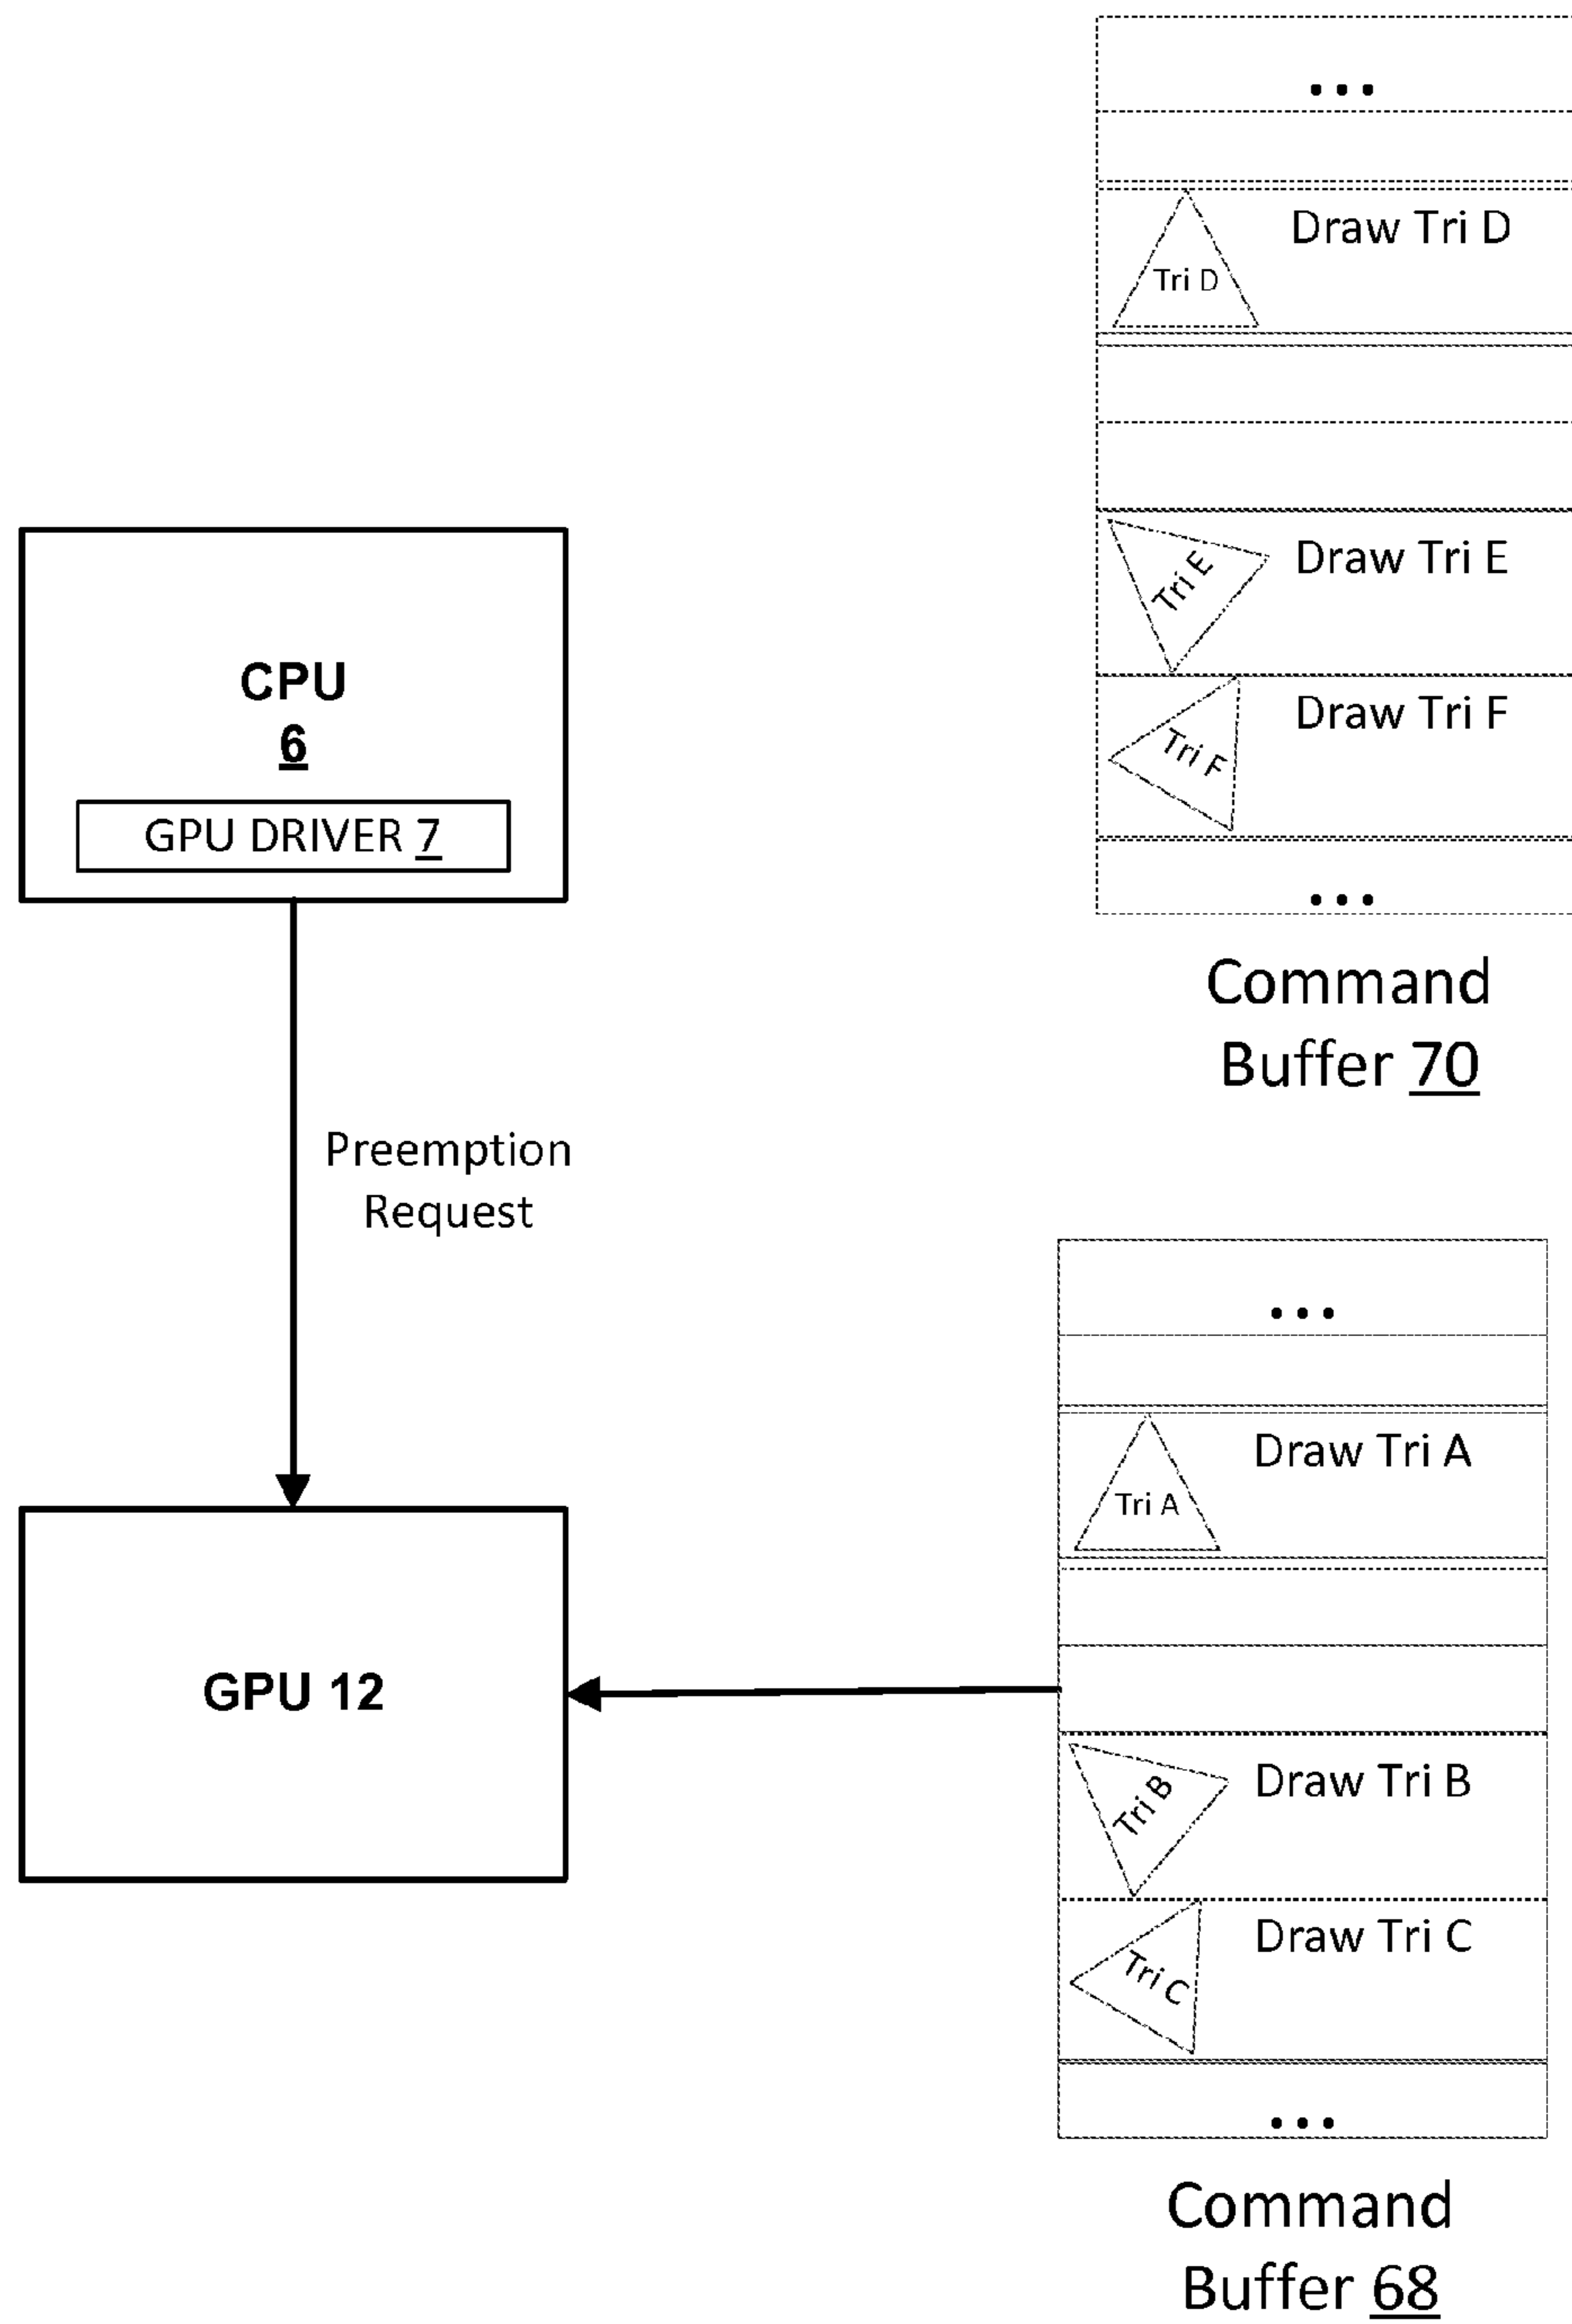 ...
Draw Tri D
Tri D
Draw Tri E
Tri E
Draw Tri F
Tri F
...
Command
Buffer 70
CPU
6
GPU DRIVER 7
Preemption
Request
GPU 12
...
Draw Tri A
Tri A
Draw Tri B
Tri B
Draw Tri C
Tri C
...
Command
Buffer 68